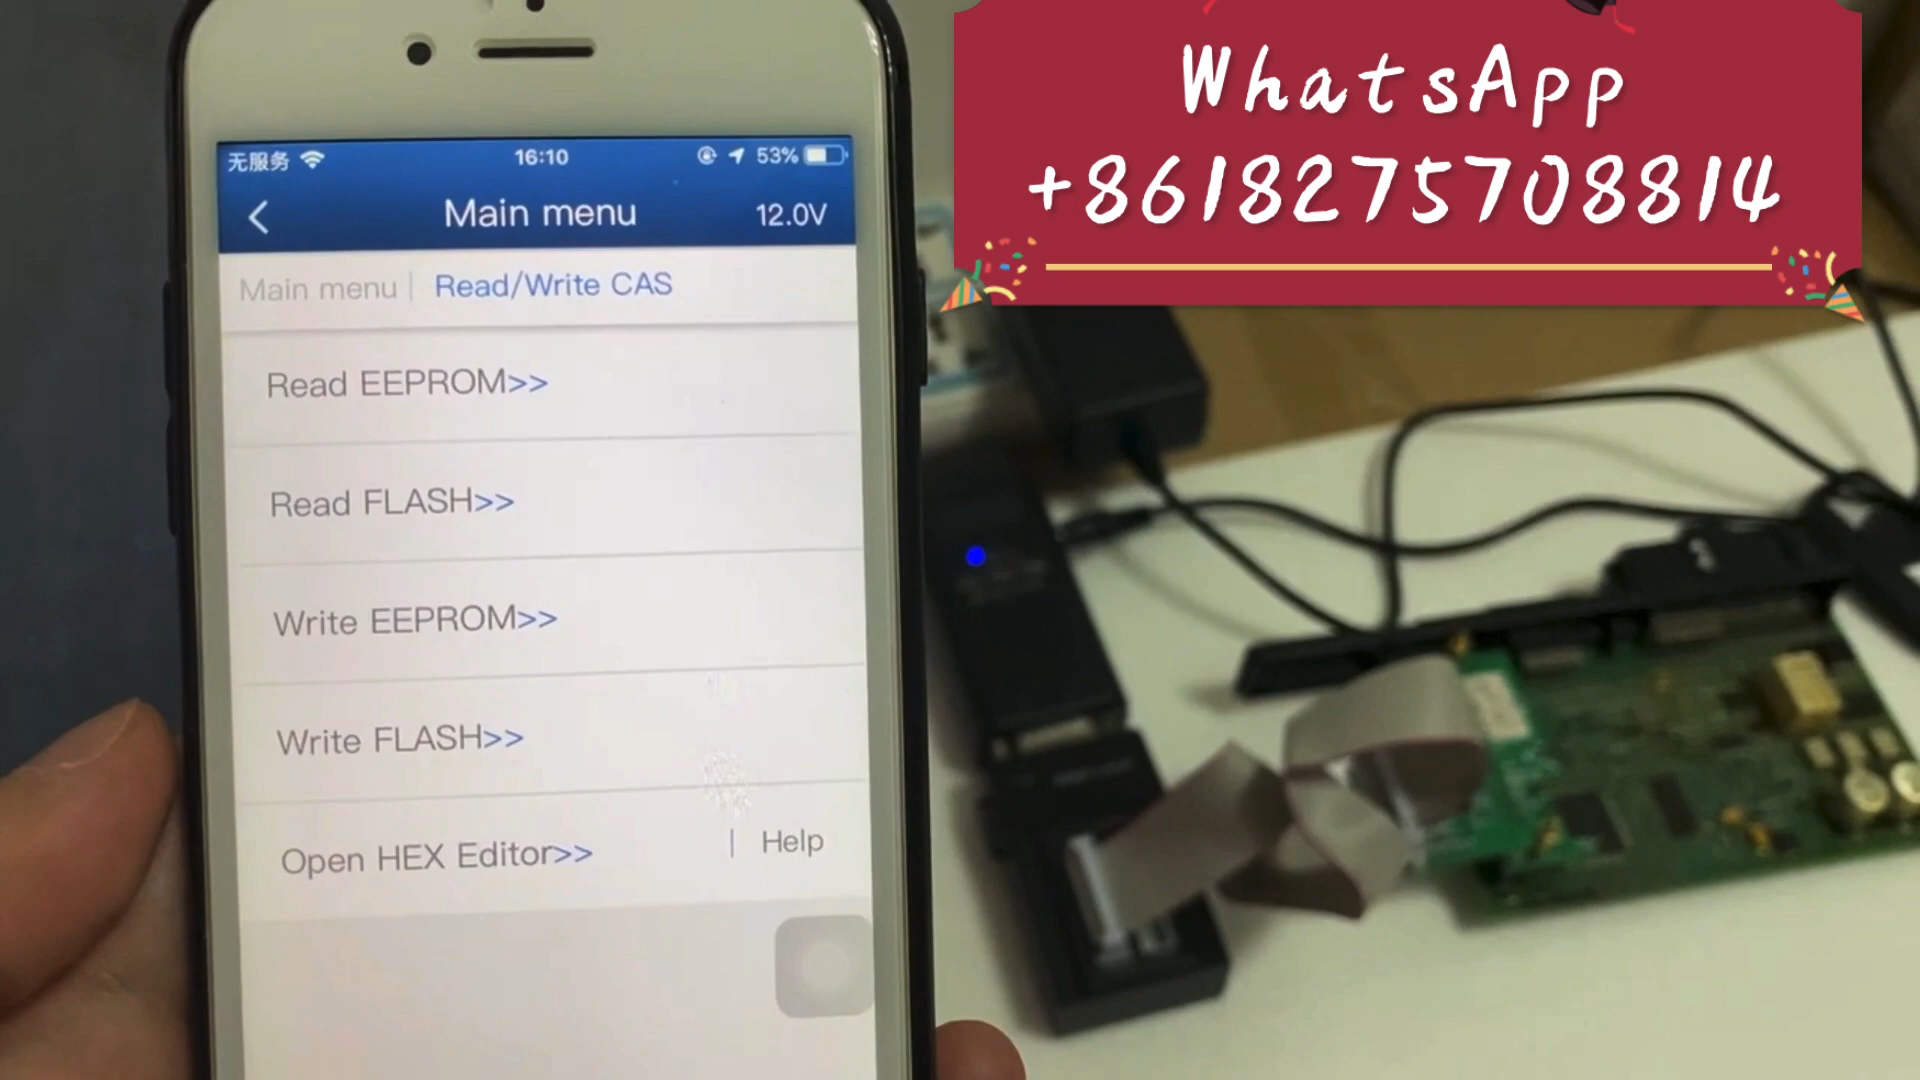 WhatsApp
+8618275708814
无服务 16:10 53%
Main menu 12.0V
Main menu | Read/Write CAS
Read EEPROM>>
Read FLASH>>
Write EEPROM>>
Write FLASH>>
Open HEX Editor>> | Help